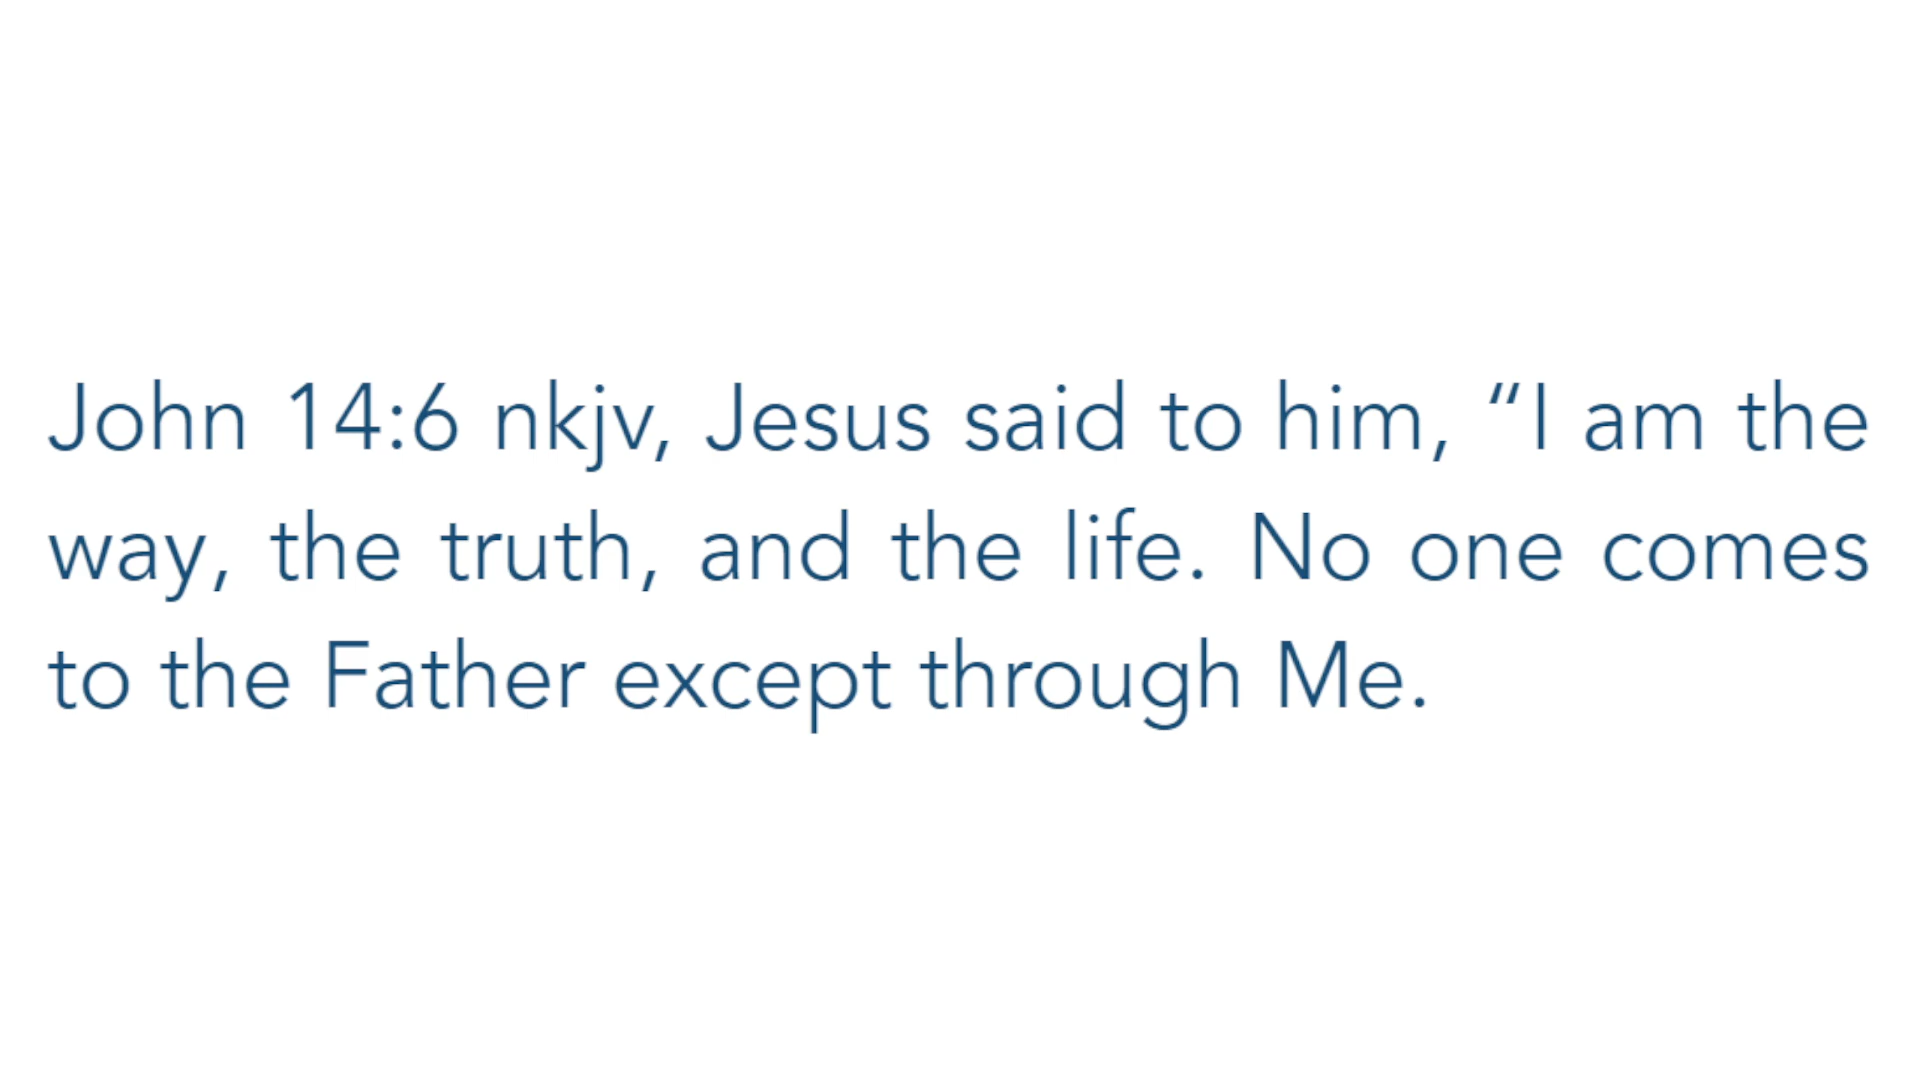 John 14:6 nkjv, Jesus said to him, “I am the
way, the truth, and the life. No one comes
to the Father except through Me.